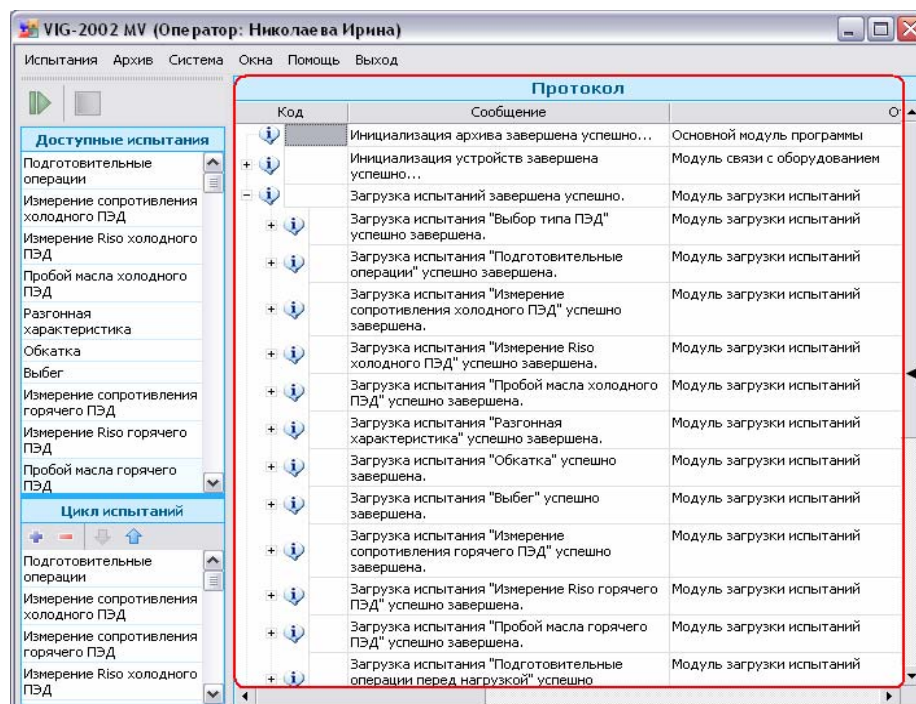 VIG-2002 MV (Оператор: Николаева Ирина)
Испытания Архив Система Окна Помощь Выход
Доступные испытания
Подготовительные
операции
Измерение сопротивления
холодного ПЭД
Измерение Riso холодного
ПЭД
Пробой масла холодного
ПЭД
Разгонная
характеристика
Обкатка
Выбег
Измерение сопротивления
горячего ПЭД
Измерение Riso горячего
ПЭД
Пробой масла горячего
ПЭД
Цикл испытаний
Подготовительные
операции
Измерение сопротивления
холодного ПЭД
Измерение сопротивления
горячего ПЭД
Измерение Riso холодного
ПЭД
Протокол
Код Сообщение
Инициализация архива завершена успешно... Основной модуль программы
Инициализация устройств завершена Модуль связи с оборудованием
успешно...
Загрузка испытаний завершена успешно. Модуль загрузки испытаний
Загрузка испытания "Выбор типа ПЭД" Модуль загрузки испытаний
успешно завершена.
Загрузка испытания "Подготовительные Модуль загрузки испытаний
операции" успешно завершена.
Загрузка испытания "Измерение Модуль загрузки испытаний
сопротивления холодного ПЭД" успешно
завершена.
Загрузка испытания "Измерение Riso Модуль загрузки испытаний
холодного ПЭД" успешно завершена.
Загрузка испытания "Пробой масла холодного Модуль загрузки испытаний
ПЭД" успешно завершена.
Загрузка испытания "Разгонная Модуль загрузки испытаний
характеристика" успешно завершена.
Загрузка испытания "Обкатка" успешно Модуль загрузки испытаний
завершена.
Загрузка испытания "Выбег" успешно Модуль загрузки испытаний
завершена.
Загрузка испытания "Измерение Модуль загрузки испытаний
сопротивления горячего ПЭД" успешно
завершена.
Загрузка испытания "Измерение Riso горячего Модуль загрузки испытаний
ПЭД" успешно завершена.
Загрузка испытания "Пробой масла горячего Модуль загрузки испытаний
ПЭД" успешно завершена.
Загрузка испытания "Подготовительные Модуль загрузки испытаний
операции перед нагрузкой" успешно